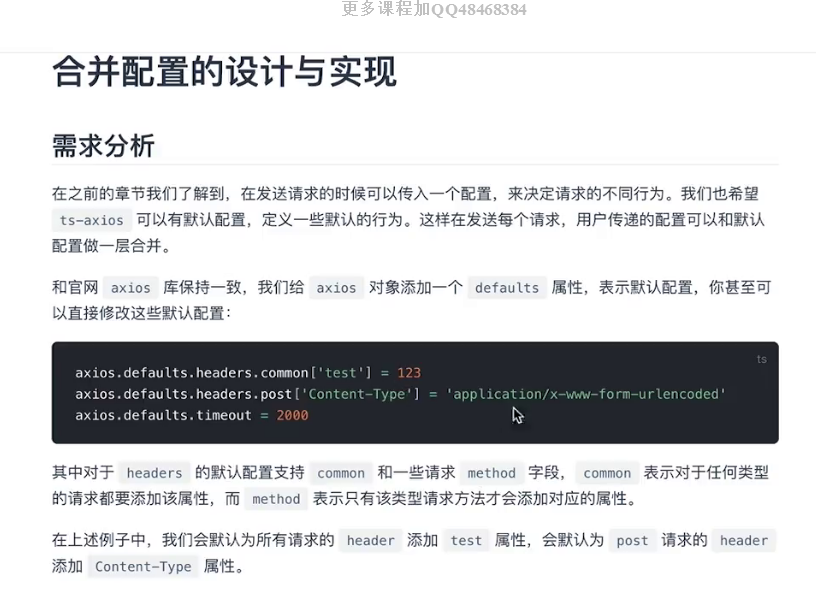 更多课程加QQ48468384
合并配置的设计与实现
需求分析
在之前的章节我们了解到，在发送请求的时候可以传入一个配置，来决定请求的不同行为。我们也希望
ts-axios 可以有默认配置，定义一些默认的行为。这样在发送每个请求，用户传递的配置可以和默认
配置做一层合并。
和官网 axios 库保持一致，我们给 axios 对象添加一个 defaults 属性，表示默认配置，你甚至可
以直接修改这些默认配置：
ts
axios.defaults.headers.common['test'] = 123
axios.defaults.headers.post['Content-Type'] = 'application/x-www-form-urlencoded'
axios.defaults.timeout = 2000
其中对于 headers 的默认配置支持 common 和一些请求 method 字段，common 表示对于任何类型
的请求都要添加该属性，而 method 表示只有该类型请求方法才会添加对应的属性。
在上述例子中，我们会默认为所有请求的 header 添加 test 属性，会默认为 post 请求的 header
添加 Content-Type 属性。